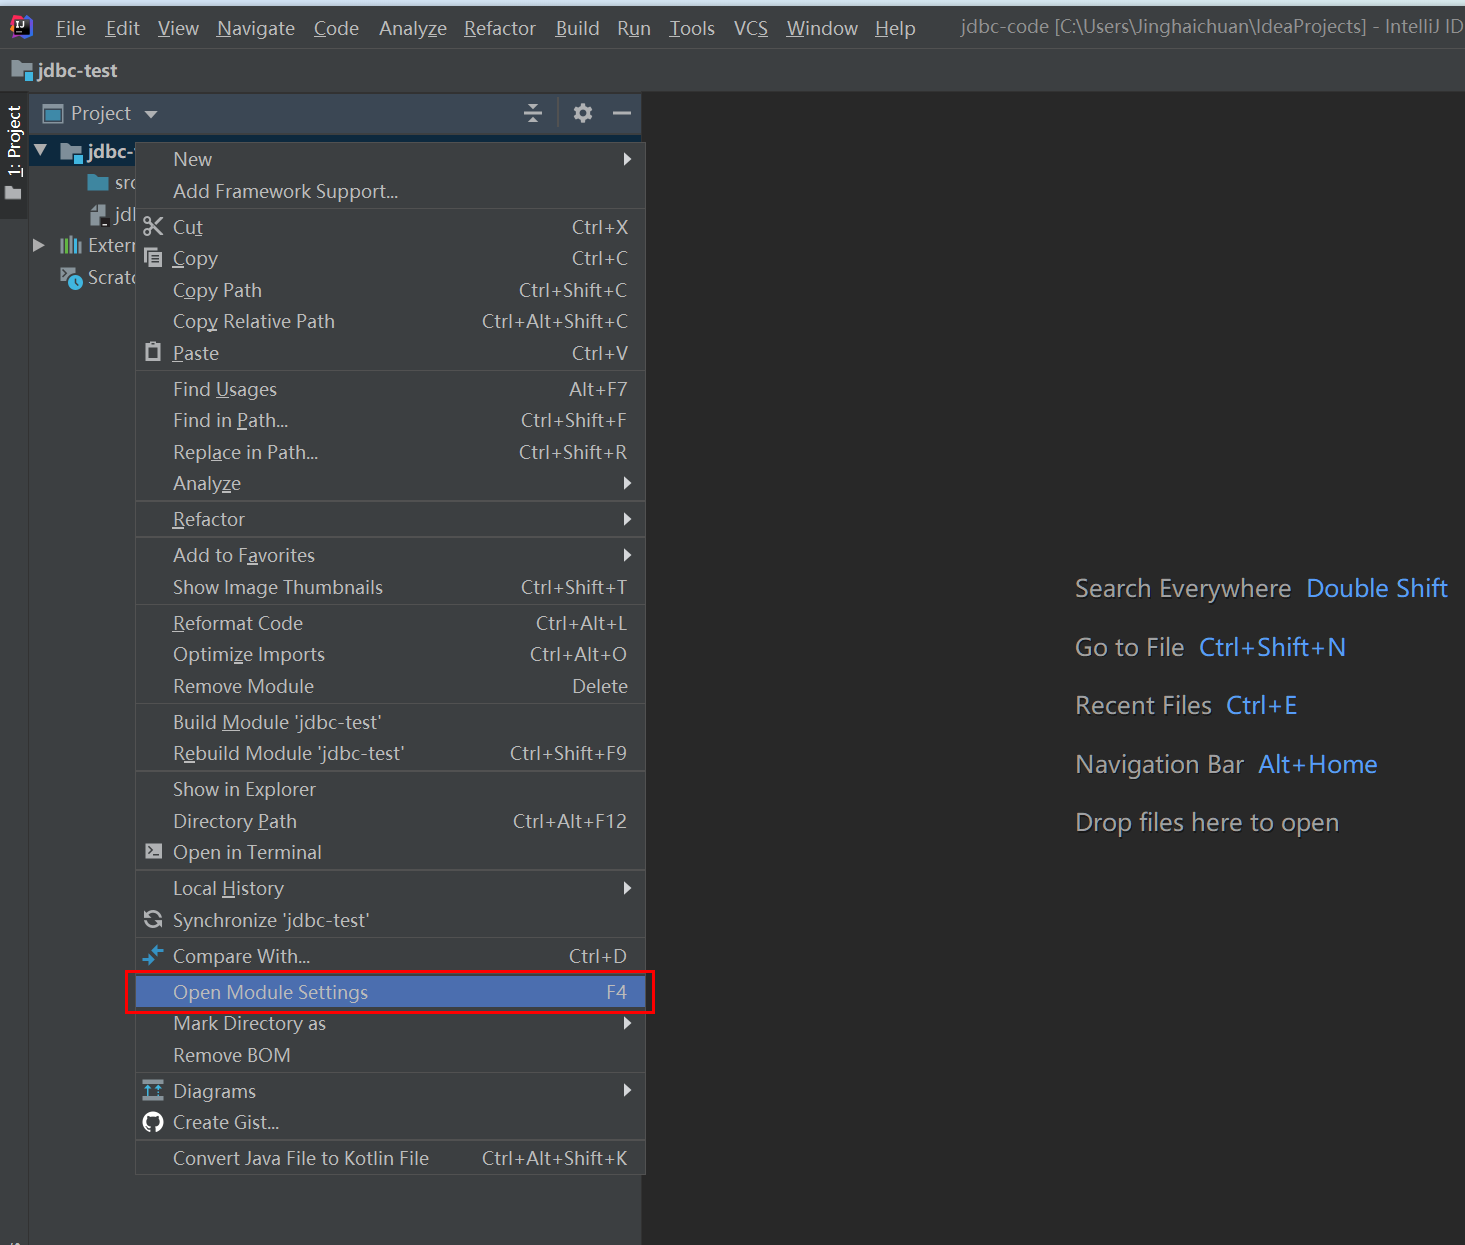 File Edit View Navigate Code Analyze Refactor Build Run Tools VCS Window Help jdbc-code [C:\Users\Jinghaichuan\IdeaProjects] - IntelliJ ID
jdbc-test
Project
1: Project
jdbc-
New
src
Add Framework Support...
jdl
Cut Ctrl+X
Extern
Copy Ctrl+C
Scratc
Copy Path Ctrl+Shift+C
Copy Relative Path Ctrl+Alt+Shift+C
Paste Ctrl+V
Find Usages Alt+F7
Find in Path... Ctrl+Shift+F
Replace in Path... Ctrl+Shift+R
Analyze
Refactor
Add to Favorites
Show Image Thumbnails Ctrl+Shift+T
Reformat Code Ctrl+Alt+L
Optimize Imports Ctrl+Alt+O
Remove Module Delete
Build Module 'jdbc-test'
Rebuild Module 'jdbc-test' Ctrl+Shift+F9
Show in Explorer
Directory Path Ctrl+Alt+F12
Open in Terminal
Local History
Synchronize 'jdbc-test'
Compare With... Ctrl+D
Open Module Settings F4
Mark Directory as
Remove BOM
Diagrams
Create Gist...
Convert Java File to Kotlin File Ctrl+Alt+Shift+K
Search Everywhere Double Shift
Go to File Ctrl+Shift+N
Recent Files Ctrl+E
Navigation Bar Alt+Home
Drop files here to open